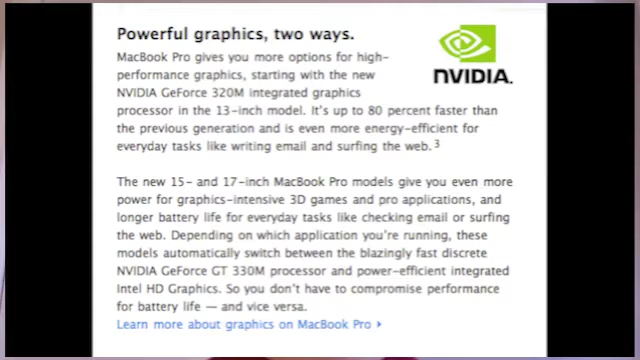 Powerful graphics, two ways.
MacBook Pro gives you more options for high-
performance graphics, starting with the new
NVIDIA GeForce 320M integrated graphics
processor in the 13-inch model. It's up to 80 percent faster than
the previous generation and is even more energy-efficient for
everyday tasks like writing email and surfing the web.3
NVIDIA.
The new 15- and 17-inch MacBook Pro models give you even more
power for graphics-intensive 3D games and pro applications, and
longer battery life for everyday tasks like checking email or surfing
the web. Depending on which application you're running, these
models automatically switch between the blazingly fast discrete
NVIDIA GeForce GT 330M processor and power-efficient integrated
Intel HD Graphics. So you don't have to compromise performance
for battery life — and vice versa.
Learn more about graphics on MacBook Pro